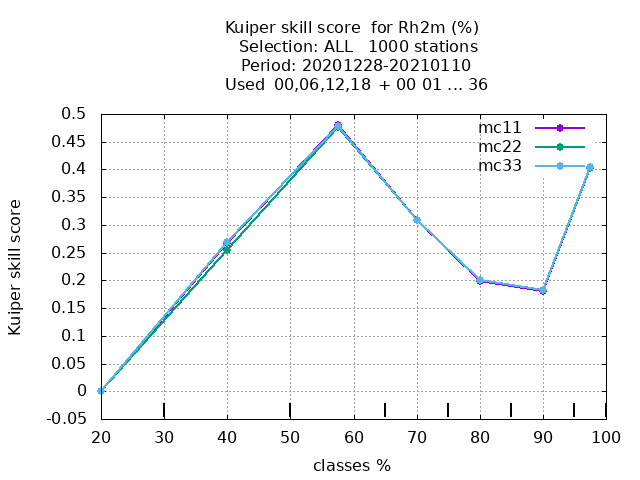 Kuiper skill score for Rh2m (%)
Selection: ALL 1000 stations
Period: 20201228-20210110
Used 00,06,12,18 + 00 01 ... 36
mc11
mc22
mc33
Kuiper skill score
0.5
0.45
0.4
0.35
0.3
0.25
0.2
0.15
0.1
0.05
0
-0.05
20 30 40 50 60 70 80 90 100
classes %